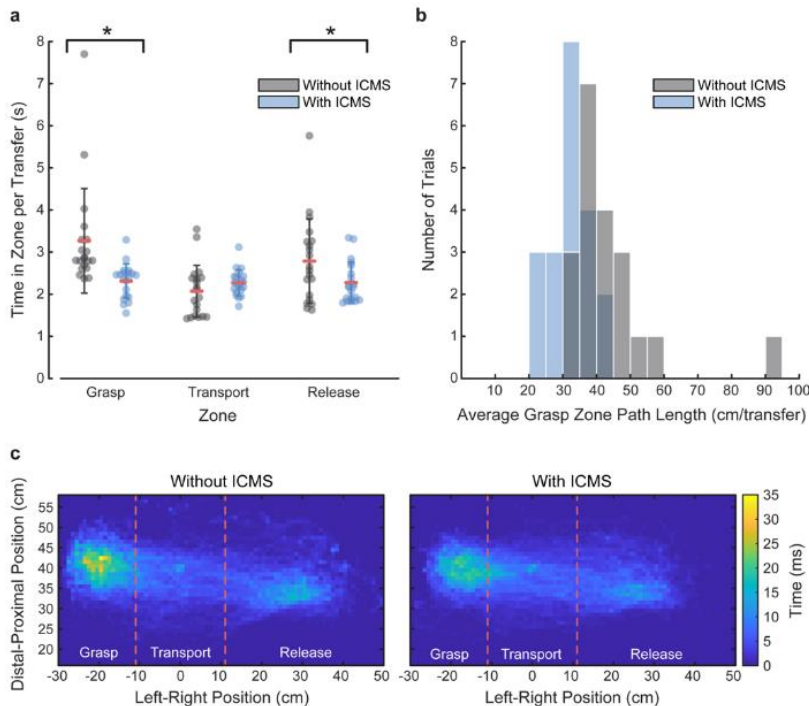 a
*
*
8
7
6
5
4
3
2
1
0
Time in Zone per Transfer (s)
Without ICMS
With ICMS
Grasp Transport Release
Zone
b
8
7
6
5
4
3
2
1
0
Number of Trials
Without ICMS
With ICMS
10 20 30 40 50 60 70 80 90 100
Average Grasp Zone Path Length (cm/transfer)
c
Without ICMS
With ICMS
Distal-Proximal Position (cm)
55
50
45
40
35
30
25
20
Grasp Transport Release
-30 -20 -10 0 10 20 30 40 50
Left-Right Position (cm)
Grasp Transport Release
-30 -20 -10 0 10 20 30 40 50
Left-Right Position (cm)
35
30
25
20
15
10
5
0
Time (ms)